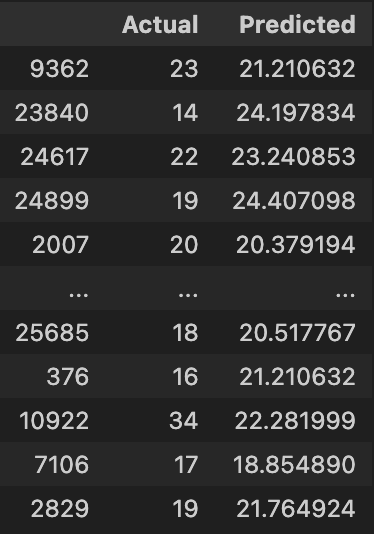 Actual Predicted
9362 23 21.210632
23840 14 24.197834
24617 22 23.240853
24899 19 24.407098
2007 20 20.379194
... ... ...
25685 18 20.517767
376 16 21.210632
10922 34 22.281999
7106 17 18.854890
2829 19 21.764924